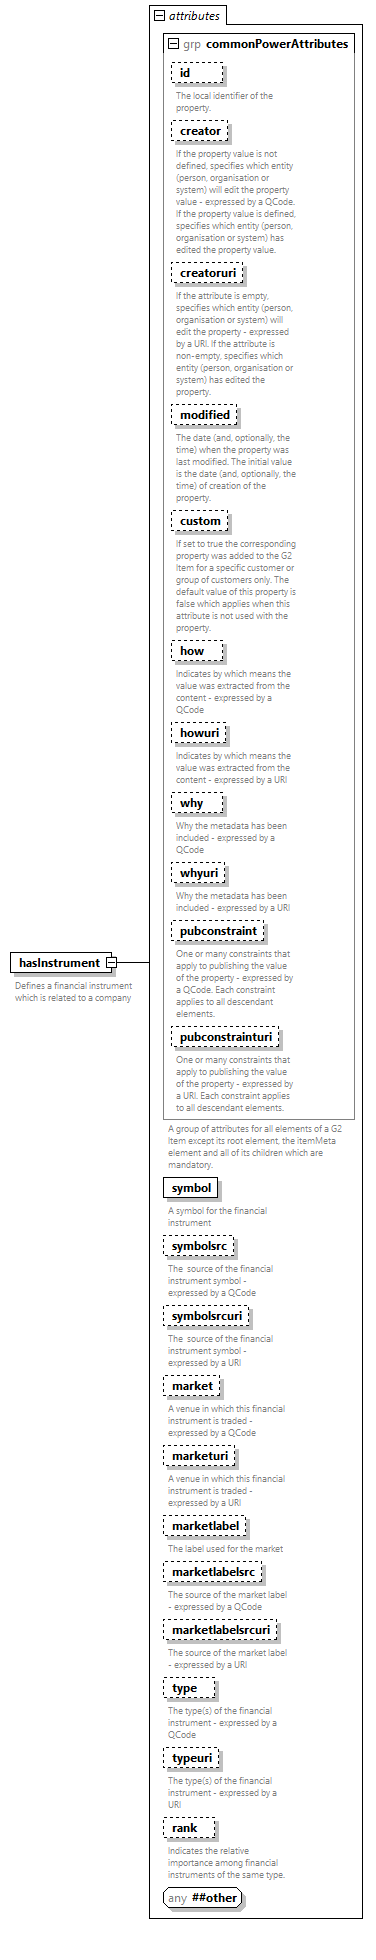 attributes
grp commonPowerAttributes
id
The local identifier of the
property.
creator
If the property value is not
defined, specifies which entity
(person, organisation or
system) will edit the property
value - expressed by a QCode.
If the property value is defined,
specifies which entity (person,
organisation or system) has
edited the property value.
creatoruri
If the attribute is empty,
specifies which entity (person,
organisation or system) will
edit the property - expressed
by a URI. If the attribute is
non-empty, specifies which
entity (person, organisation or
system) has edited the
property.
modified
The date (and, optionally, the
time) when the property was
last modified. The initial value
is the date (and, optionally, the
time) of creation of the
property.
custom
If set to true the corresponding
property was added to the G2
Item for a specific customer or
group of customers only. The
default value of this property is
false which applies when this
attribute is not used with the
property.
how
Indicates by which means the
value was extracted from the
content - expressed by a
QCode
howuri
Indicates by which means the
value was extracted from the
content - expressed by a URI
why
Why the metadata has been
included - expressed by a
QCode
whyuri
Why the metadata has been
included - expressed by a URI
pubconstraint
One or many constraints that
apply to publishing the value
of the property - expressed by
a QCode. Each constraint
applies to all descendant
elements.
hasInstrument
Defines a financial instrument
which is related to a company
pubconstrainturi
One or many constraints that
apply to publishing the value
of the property - expressed by
a URI. Each constraint applies
to all descendant elements.
A group of attributes for all elements of a G2
Item except its root element, the itemMeta
element and all of its children which are
mandatory.
symbol
A symbol for the financial
instrument
symbolsrc
The  source of the financial
instrument symbol -
expressed by a QCode
symbolsrcuri
The  source of the financial
instrument symbol -
expressed by a URI
market
A venue in which this financial
instrument is traded -
expressed by a QCode
marketuri
A venue in which this financial
instrument is traded -
expressed by a URI
marketlabel
The label used for the market
marketlabelsrc
The source of the market label
- expressed by a QCode
marketlabelsrcuri
The source of the market label
- expressed by a URI
type
The type(s) of the financial
instrument - expressed by a
QCode
typeuri
The type(s) of the financial
instrument - expressed by a
URI
rank
Indicates the relative
importance among financial
instruments of the same type.
any ##other